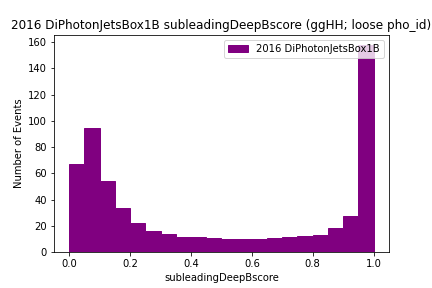 2016 DiPhotonJetsBox1B subleadingDeepBscore (ggHH; loose pho_id)
2016 DiPhotonJetsBox1B
160
140
120
100
80
60
40
20
0
Number of Events
0.0 0.2 0.4 0.6 0.8 1.0
subleadingDeepBscore